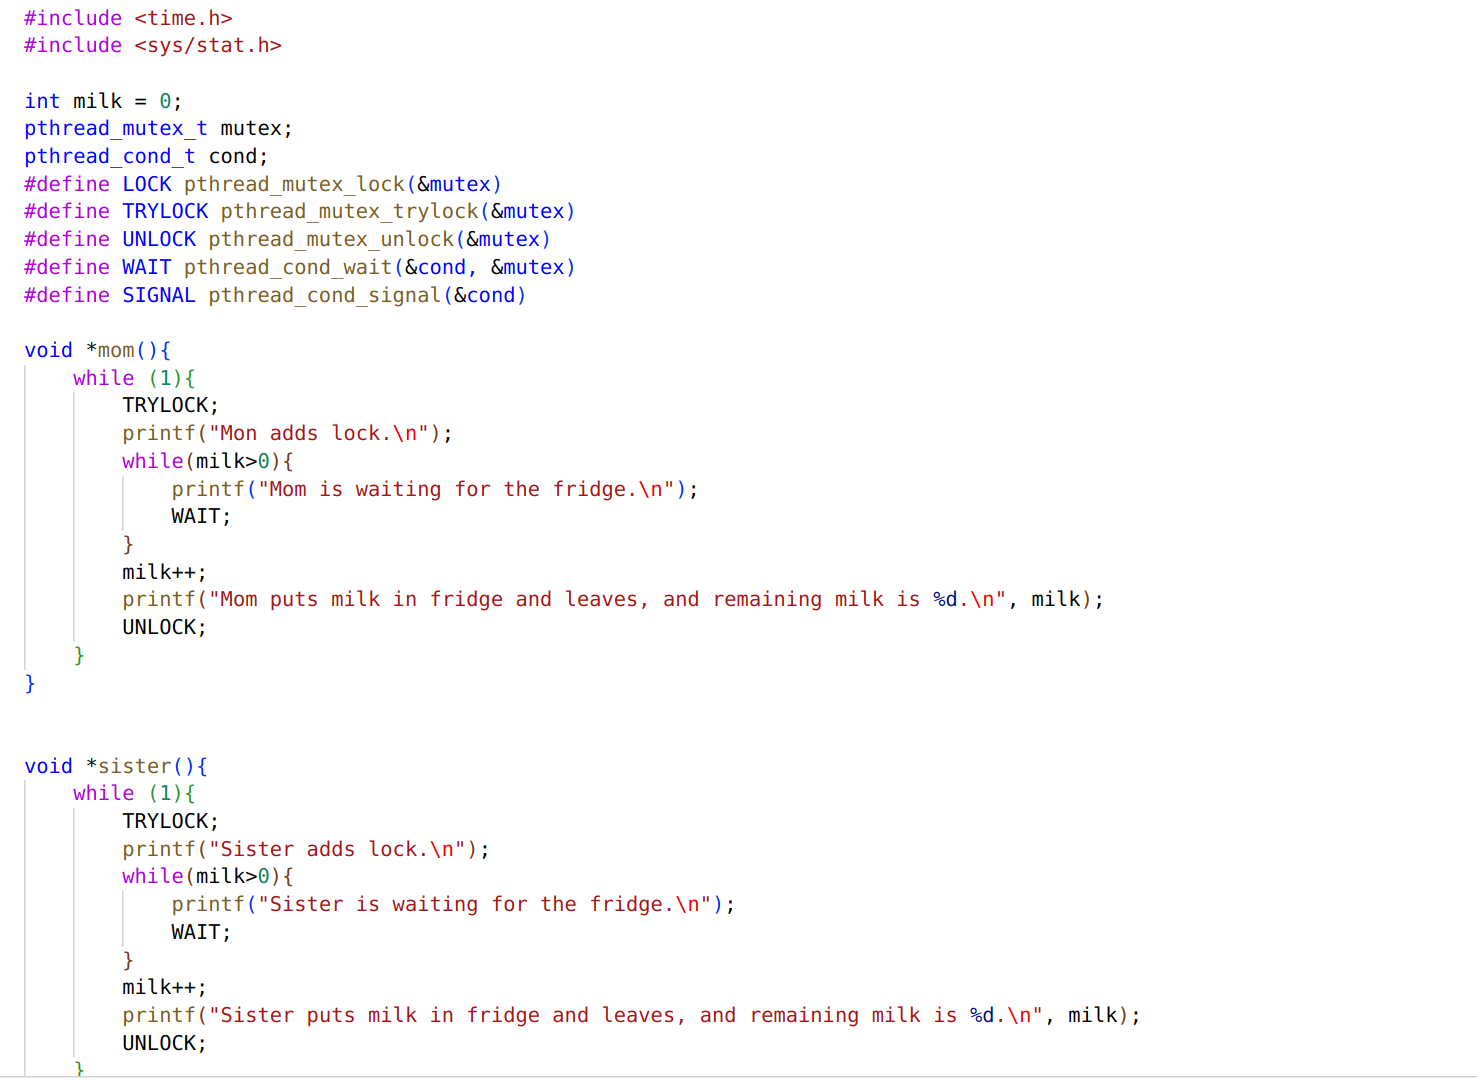 #include <time.h>
#include <sys/stat.h>
int milk = 0;
pthread_mutex_t mutex;
pthread_cond_t cond;
#define LOCK pthread_mutex_lock(&mutex)
#define TRYLOCK pthread_mutex_trylock(&mutex)
#define UNLOCK pthread_mutex_unlock(&mutex)
#define WAIT pthread_cond_wait(&cond, &mutex)
#define SIGNAL pthread_cond_signal(&cond)
void *mom(){
while (1){
TRYLOCK;
printf("Mon adds lock.\n");
while(milk>0){
printf("Mom is waiting for the fridge.\n");
WAIT;
}
milk++;
printf("Mom puts milk in fridge and leaves, and remaining milk is %d.\n", milk);
UNLOCK;
}
}
void *sister(){
while (1){
TRYLOCK;
printf("Sister adds lock.\n");
while(milk>0){
printf("Sister is waiting for the fridge.\n");
WAIT;
}
milk++;
printf("Sister puts milk in fridge and leaves, and remaining milk is %d.\n", milk);
UNLOCK;
}